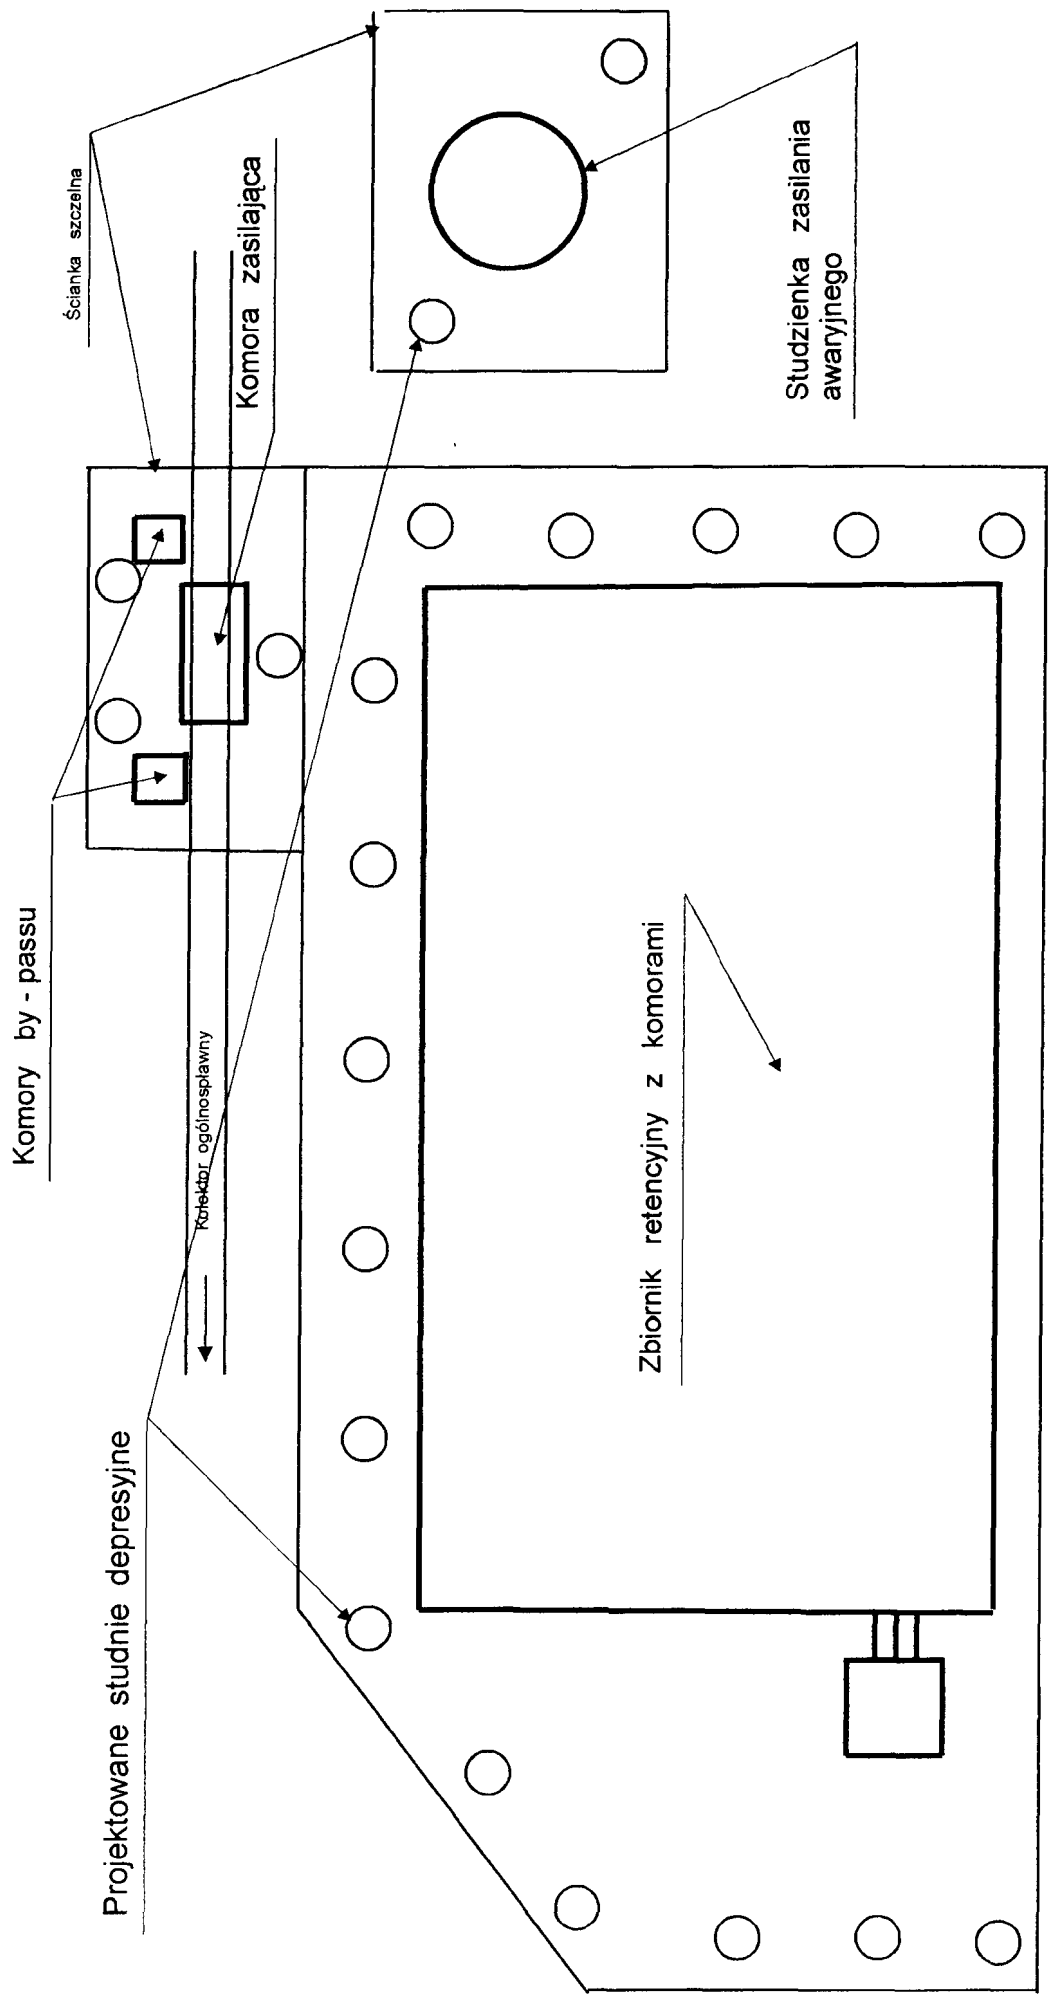 Projektowane studnie depresyjne
Komory by - passu
Ścianka szczelna
Kolektor ogólnospławny
Komora zasilająca
Zbiornik retencyjny z komorami
Studzienka zasilania
awaryjnego